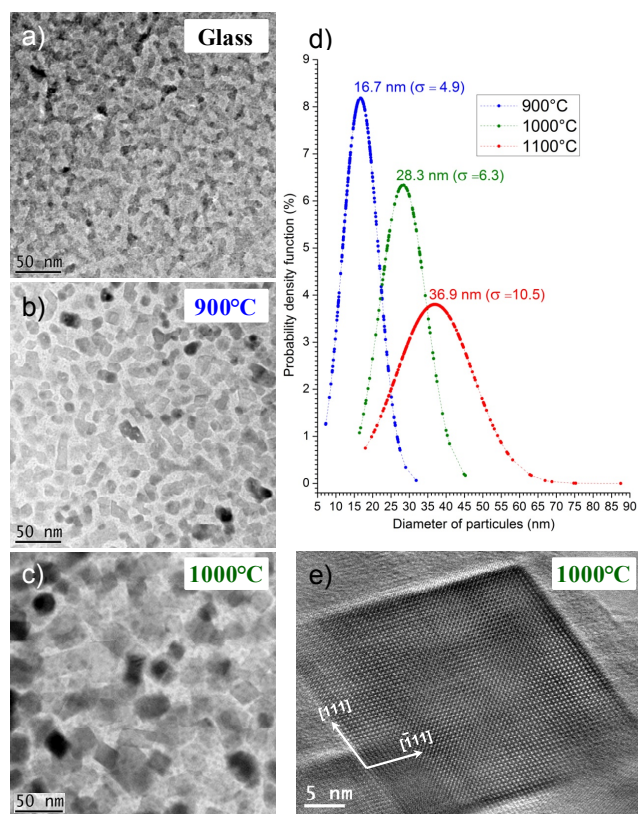 a)
Glass
50 nm
b)
900°C
50 nm
c)
1000°C
50 nm
d)
Probability density function (%)
9
8
7
6
5
4
3
2
1
0
16.7 nm (σ = 4.9)
28.3 nm (σ =6.3)
36.9 nm (σ =10.5)
900°C
1000°C
1100°C
5 10 15 20 25 30 35 40 45 50 55 60 65 70 75 80 85 90
Diameter of particules (nm)
e)
1000°C
[111]
[1̄11]
5 nm